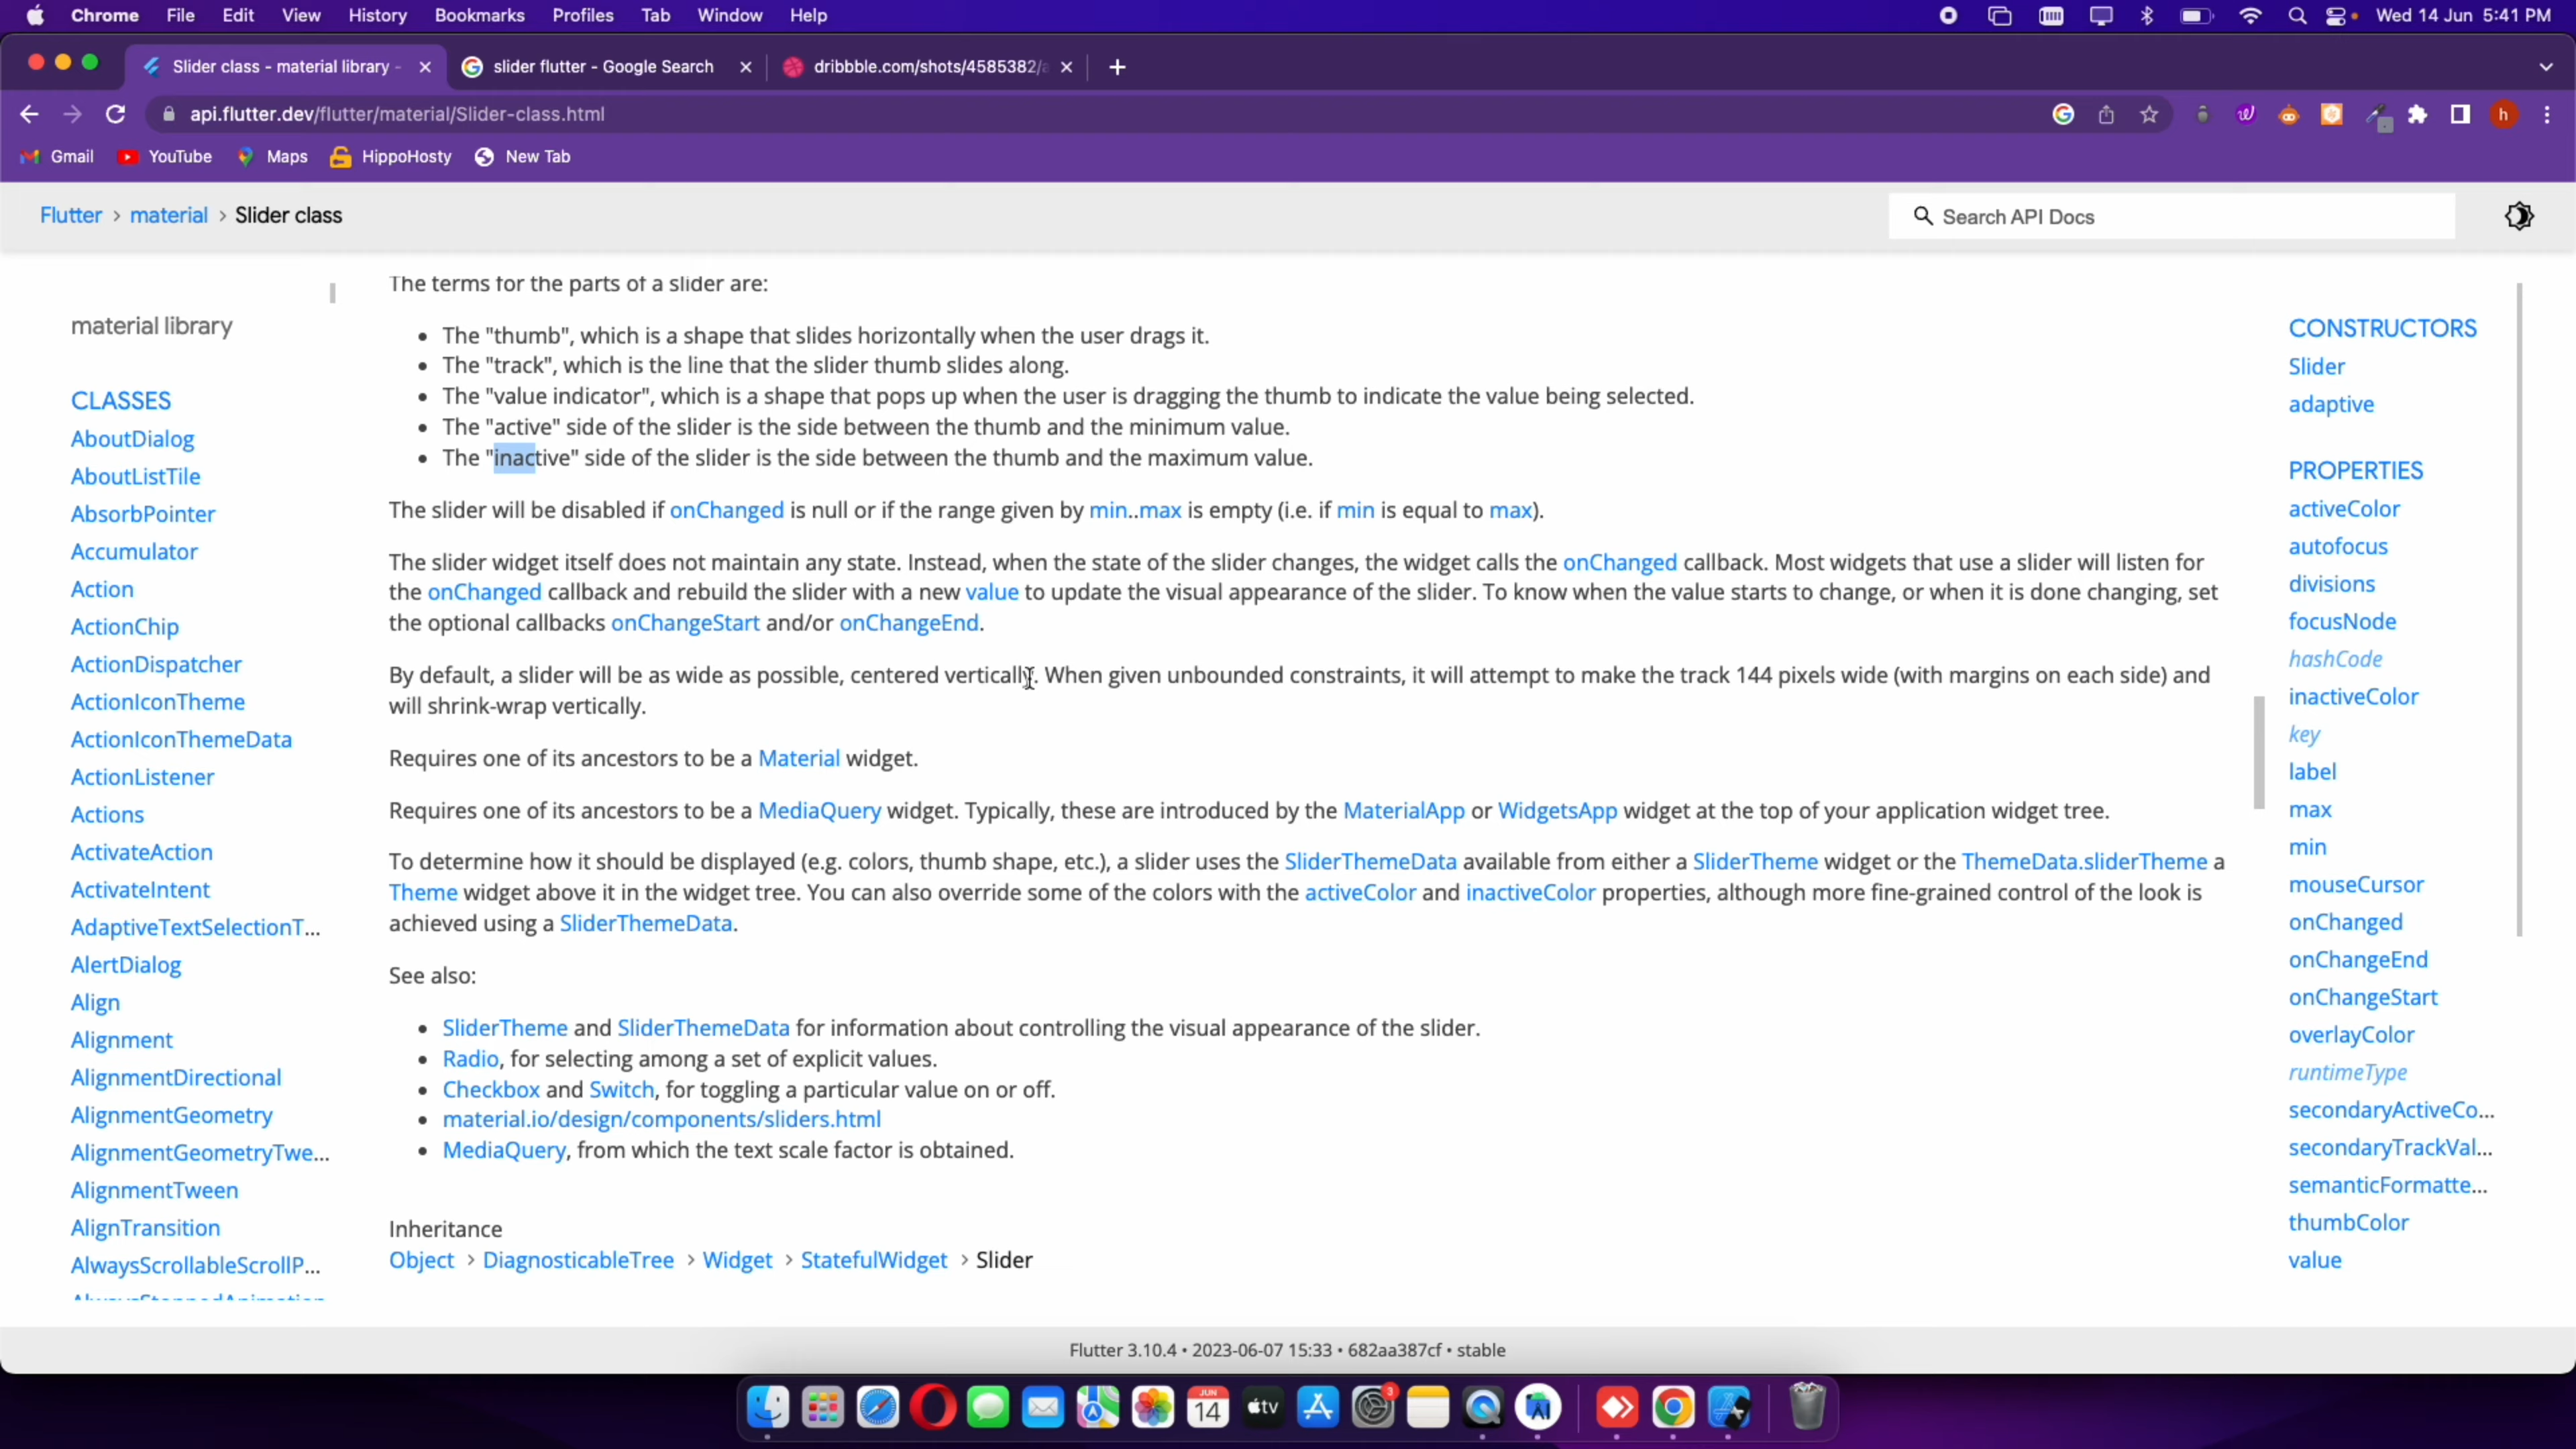 Chrome File Edit View History Bookmarks Profiles Tab Window Help Wed 14 Jun 5:41 PM
Slider class - material library - slider flutter - Google Search dribbble.com/shots/4585382/
api.flutter.dev/flutter/material/Slider-class.html
Gmail YouTube Maps HippoHosty New Tab
Flutter > material > Slider class Search API Docs
material library
CLASSES
AboutDialog
AboutListTile
AbsorbPointer
Accumulator
Action
ActionChip
ActionDispatcher
ActionIconTheme
ActionIconThemeData
ActionListener
Actions
ActivateAction
ActivateIntent
AdaptiveTextSelectionT...
AlertDialog
Align
Alignment
AlignmentDirectional
AlignmentGeometry
AlignmentGeometryTwe...
AlignmentTween
AlignTransition
AlwaysScrollableScrollP...
AlwaysStoppedAnimation
The terms for the parts of a slider are:
• The "thumb", which is a shape that slides horizontally when the user drags it.
• The "track", which is the line that the slider thumb slides along.
• The "value indicator", which is a shape that pops up when the user is dragging the thumb to indicate the value being selected.
• The "active" side of the slider is the side between the thumb and the minimum value.
• The "inactive" side of the slider is the side between the thumb and the maximum value.
The slider will be disabled if onChanged is null or if the range given by min..max is empty (i.e. if min is equal to max).
The slider widget itself does not maintain any state. Instead, when the state of the slider changes, the widget calls the onChanged callback. Most widgets that use a slider will listen for
the onChanged callback and rebuild the slider with a new value to update the visual appearance of the slider. To know when the value starts to change, or when it is done changing, set
the optional callbacks onChangeStart and/or onChangeEnd.
By default, a slider will be as wide as possible, centered vertically. When given unbounded constraints, it will attempt to make the track 144 pixels wide (with margins on each side) and
will shrink-wrap vertically.
Requires one of its ancestors to be a Material widget.
Requires one of its ancestors to be a MediaQuery widget. Typically, these are introduced by the MaterialApp or WidgetsApp widget at the top of your application widget tree.
To determine how it should be displayed (e.g. colors, thumb shape, etc.), a slider uses the SliderThemeData available from either a SliderTheme widget or the ThemeData.sliderTheme a
Theme widget above it in the widget tree. You can also override some of the colors with the activeColor and inactiveColor properties, although more fine-grained control of the look is
achieved using a SliderThemeData.
See also:
• SliderTheme and SliderThemeData for information about controlling the visual appearance of the slider.
• Radio, for selecting among a set of explicit values.
• Checkbox and Switch, for toggling a particular value on or off.
• material.io/design/components/sliders.html
• MediaQuery, from which the text scale factor is obtained.
Inheritance
Object > DiagnosticableTree > Widget > StatefulWidget > Slider
CONSTRUCTORS
Slider
adaptive
PROPERTIES
activeColor
autofocus
divisions
focusNode
hashCode
inactiveColor
key
label
max
min
mouseCursor
onChanged
onChangeEnd
onChangeStart
overlayColor
runtimeType
secondaryActiveCo...
secondaryTrackVal...
semanticFormatte...
thumbColor
value
Flutter 3.10.4 • 2023-06-07 15:33 • 682aa387cf • stable
JUN
14
tv
3